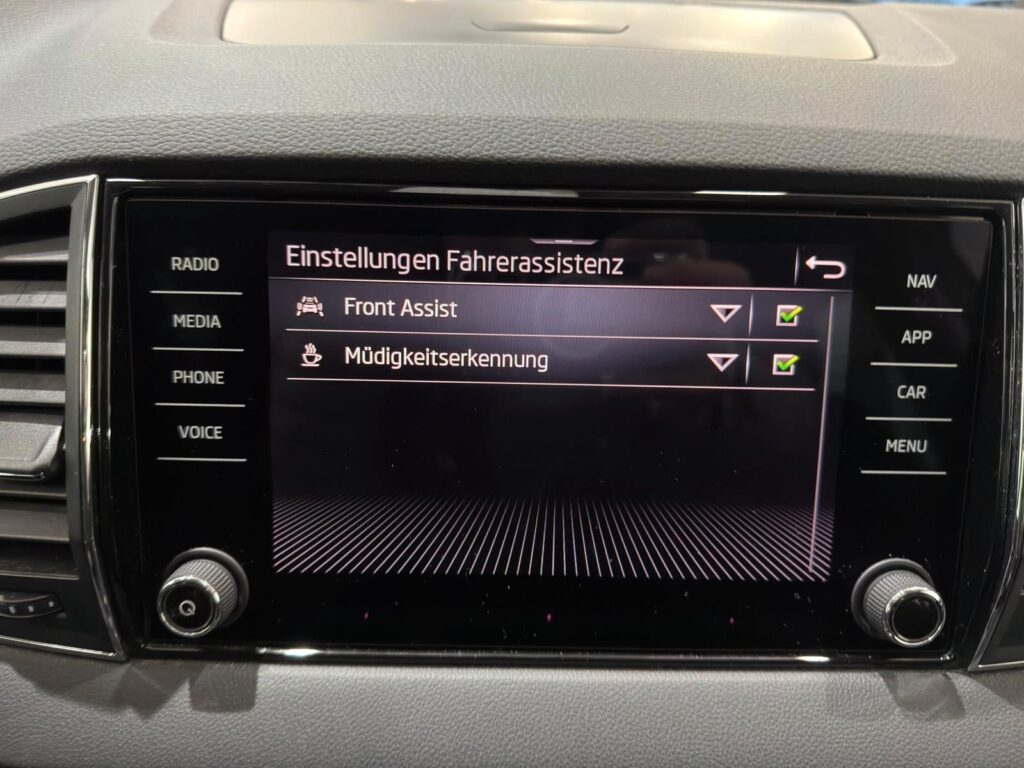 Einstellungen Fahrerassistenz
Front Assist
Müdigkeitserkennung
RADIO
MEDIA
PHONE
VOICE
NAV
APP
CAR
MENU